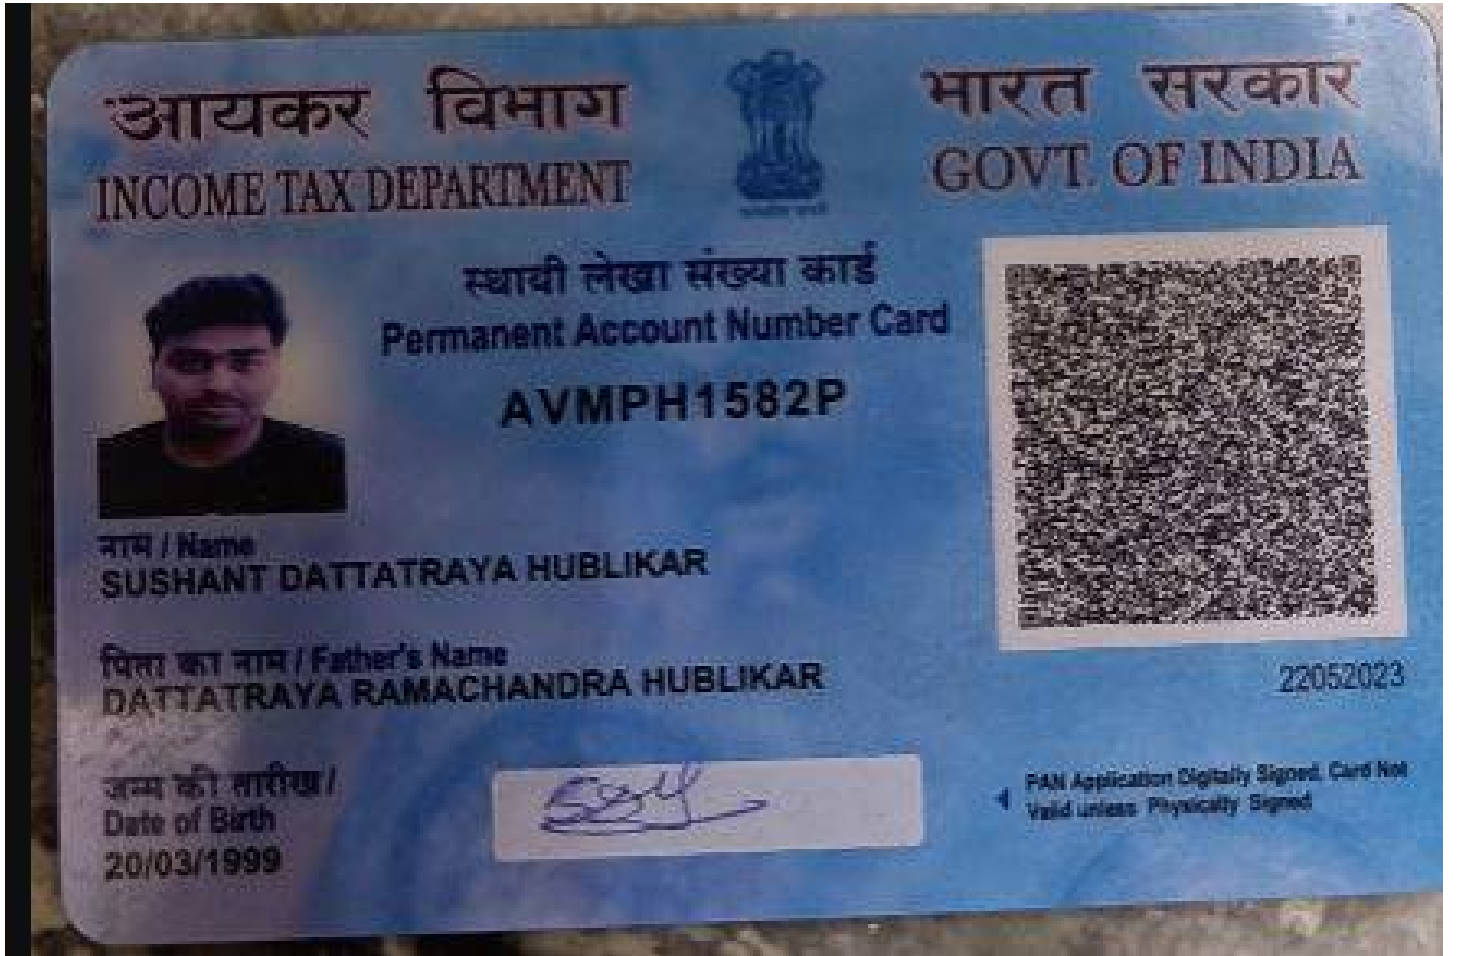 आयकर विभाग
INCOME TAX DEPARTMENT
भारत सरकार
GOVT. OF INDIA
स्थायी लेखा संख्या कार्ड
Permanent Account Number Card
AVMPH1582P
नाम / Name
SUSHANT DATTATRAYA HUBLIKAR
पिता का नाम / Father's Name
DATTATRAYA RAMACHANDRA HUBLIKAR
22052023
जन्म की तारीख /
Date of Birth
20/03/1999
PAN Application Digitally Signed, Card Not
Valid unless Physically Signed